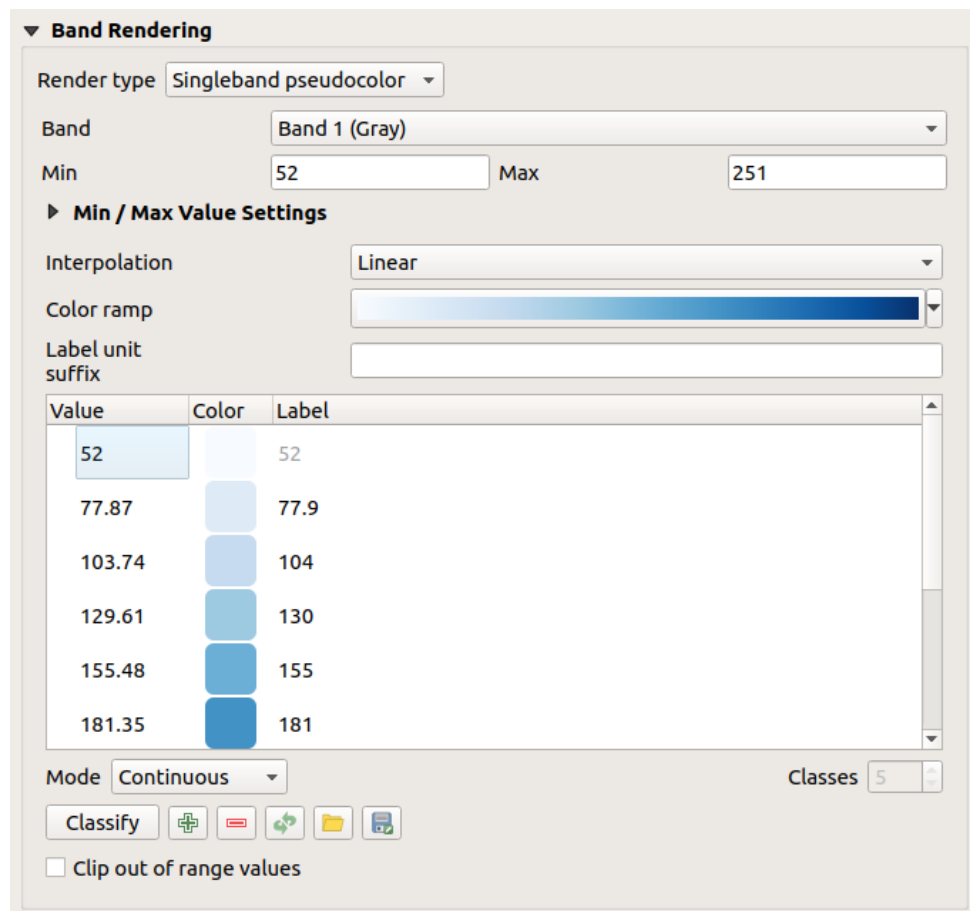 Band Rendering
Render type Singleband pseudocolor
Band Band 1 (Gray)
Min 52 Max 251
Min / Max Value Settings
Interpolation Linear
Color ramp
Label unit
suffix
Value Color Label
52 52
77.87 77.9
103.74 104
129.61 130
155.48 155
181.35 181
Mode Continuous Classes 5
Classify
Clip out of range values